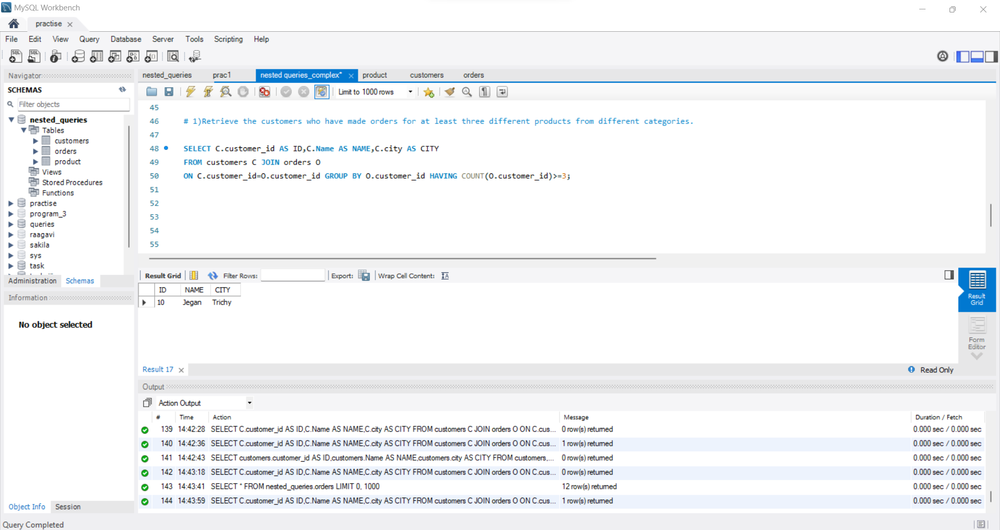 MySQL Workbench
practise
File Edit View Query Database Server Tools Scripting Help
Navigator
SCHEMAS
Filter objects
nested_queries
Tables
customers
orders
product
Views
Stored Procedures
Functions
practise
program_3
queries
raagavi
sakila
sys
task
Administration Schemas
Information
No object selected
Object Info Session
Query Completed
nested_queries prac1 nested queries_complex* product customers orders
Limit to 1000 rows
45
46 # 1)Retrieve the customers who have made orders for at least three different products from different categories.
47
48 SELECT C.customer_id AS ID,C.Name AS NAME,C.city AS CITY
49 FROM customers C JOIN orders O
50 ON C.customer_id=O.customer_id GROUP BY O.customer_id HAVING COUNT(O.customer_id)>=3;
51
52
53
54
55
Result Grid Filter Rows: Export: Wrap Cell Content:
ID NAME CITY
10 Jegan Trichy
Result Grid
Form Editor
Result 17
Read Only
Output
Action Output
# Time Action Message Duration / Fetch
139 14:42:28 SELECT C.customer_id AS ID,C.Name AS NAME,C.city AS CITY FROM customers C JOIN orders O ON C.cus... 0 row(s) returned 0.000 sec / 0.000 sec
140 14:42:36 SELECT C.customer_id AS ID,C.Name AS NAME,C.city AS CITY FROM customers C JOIN orders O ON C.cus... 1 row(s) returned 0.000 sec / 0.000 sec
141 14:42:43 SELECT customers.customer_id AS ID,customers.Name AS NAME,customers.city AS CITY FROM customers,... 0 row(s) returned 0.000 sec / 0.000 sec
142 14:43:18 SELECT C.customer_id AS ID,C.Name AS NAME,C.city AS CITY FROM customers C JOIN orders O ON C.cus... 0 row(s) returned 0.000 sec / 0.000 sec
143 14:43:41 SELECT * FROM nested_queries.orders LIMIT 0, 1000 12 row(s) returned 0.000 sec / 0.000 sec
144 14:43:59 SELECT C.customer_id AS ID,C.Name AS NAME,C.city AS CITY FROM customers C JOIN orders O ON C.cus... 1 row(s) returned 0.000 sec / 0.000 sec